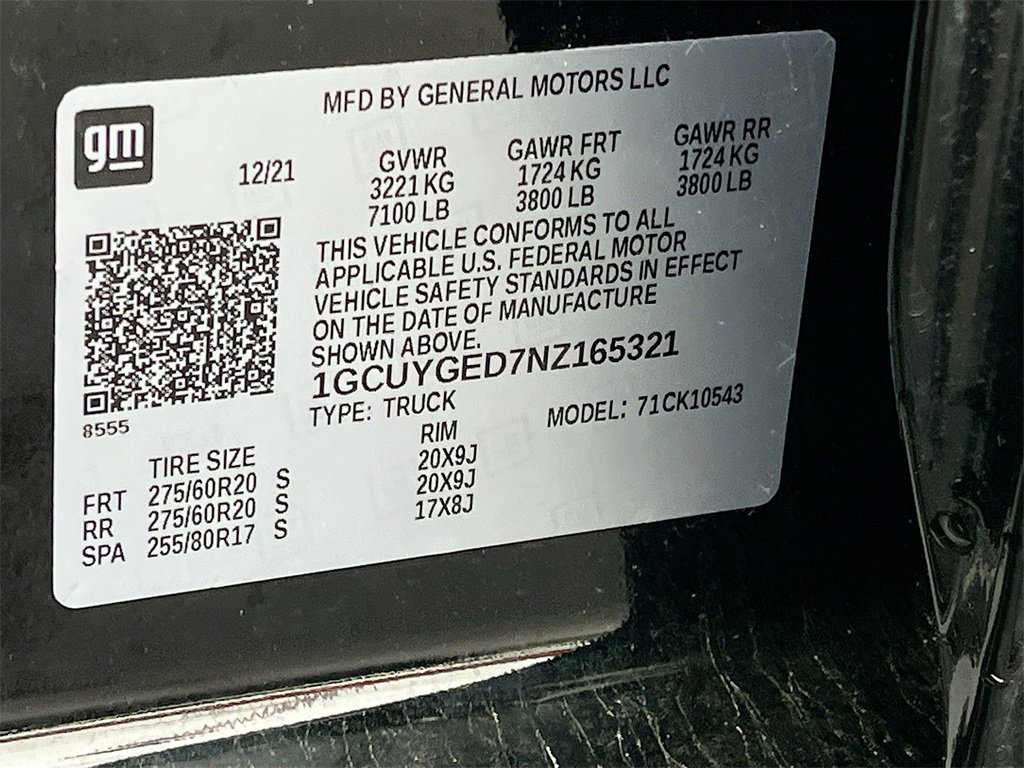 MFD BY GENERAL MOTORS LLC
gm
12/21
GVWR GAWR FRT GAWR RR
3221 KG 1724 KG 1724 KG
7100 LB 3800 LB 3800 LB
THIS VEHICLE CONFORMS TO ALL
APPLICABLE U.S. FEDERAL MOTOR
VEHICLE SAFETY STANDARDS IN EFFECT
ON THE DATE OF MANUFACTURE
SHOWN ABOVE.
1GCUYGED7NZ165321
TYPE: TRUCK MODEL: 71CK10543
8555
TIRE SIZE RIM
FRT 275/60R20 S 20X9J
RR 275/60R20 S 20X9J
SPA 255/80R17 S 17X8J